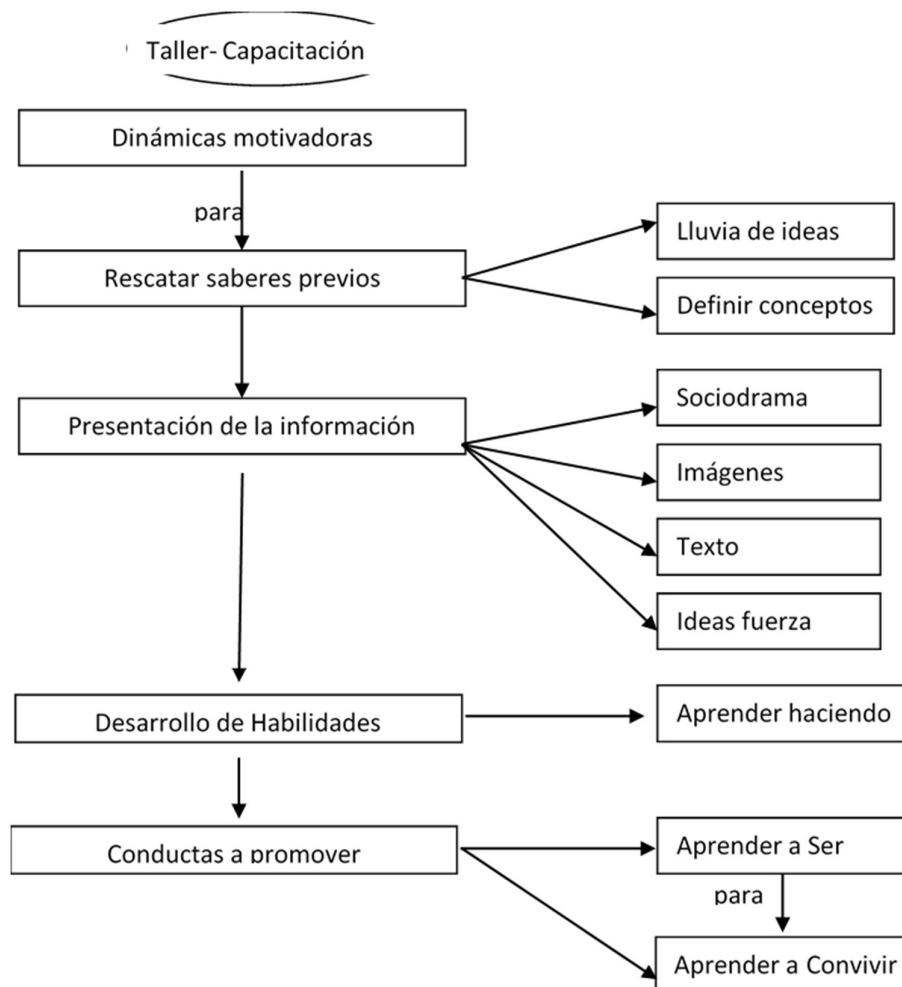 Taller- Capacitación
Dinámicas motivadoras
para
Rescatar saberes previos
Lluvia de ideas
Definir conceptos
Presentación de la información
Sociodrama
Imágenes
Texto
Ideas fuerza
Desarrollo de Habilidades
Aprender haciendo
Conductas a promover
Aprender a Ser
para
Aprender a Convivir